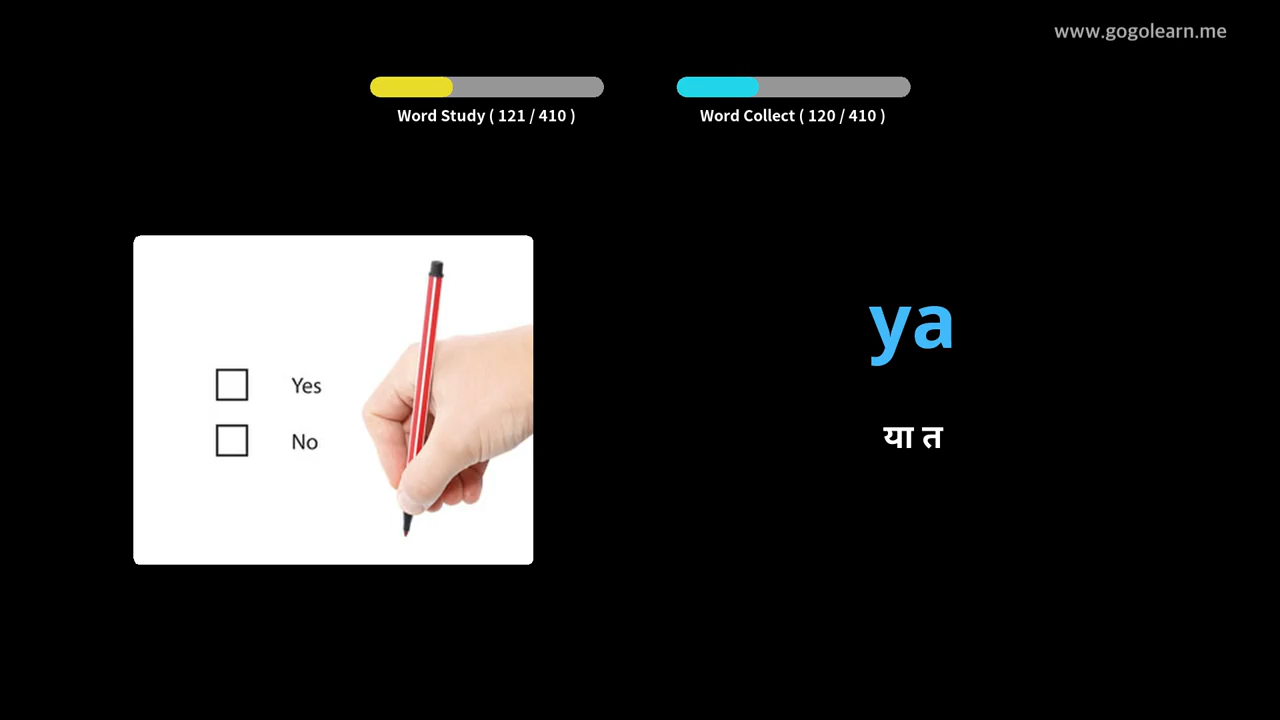 www.gogolearn.me
Word Study ( 121 / 410 )
Word Collect ( 120 / 410 )
Yes
No
ya
या त